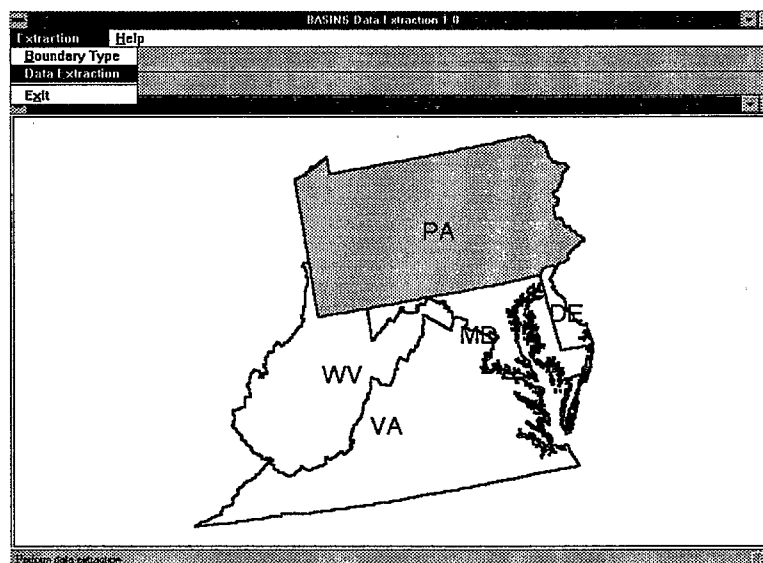 BASINS Data Extraction 1.0
Extraction Help
Boundary Type
Data Extraction
Exit
PA
DE
MD
WV
VA
Perform data extraction